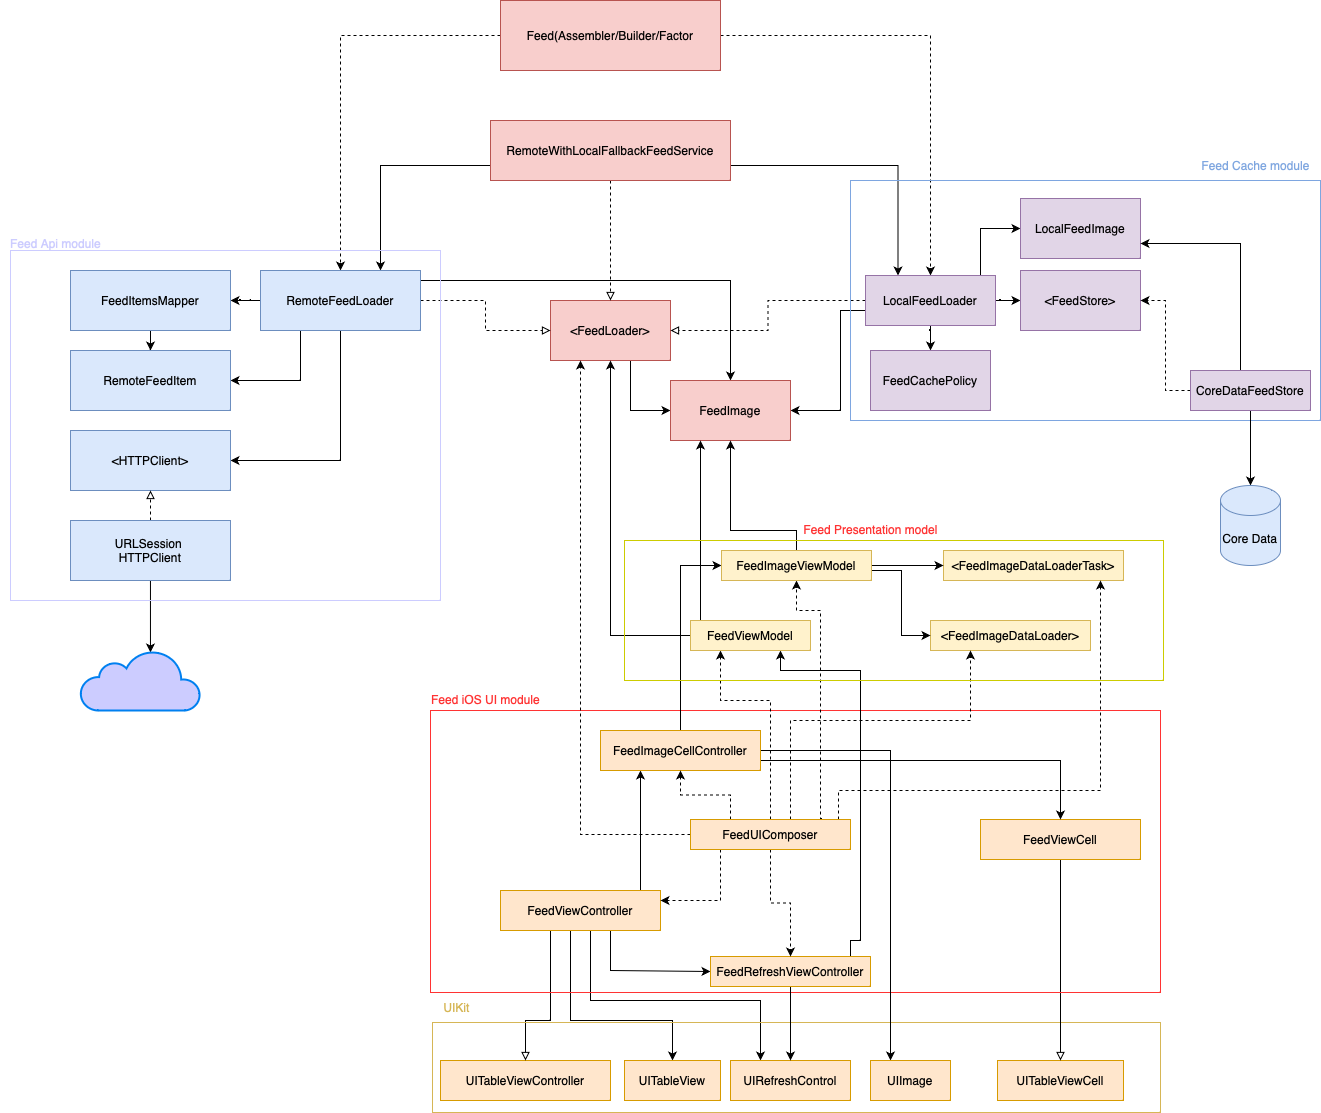 Feed(Assembler/Builder/Factor
RemoteWithLocalFallbackFeedService
Feed Cache module
LocalFeedImage
Feed Api module
FeedItemsMapper
RemoteFeedLoader
LocalFeedLoader
<FeedStore>
<FeedLoader>
RemoteFeedItem
FeedCachePolicy
CoreDataFeedStore
FeedImage
<HTTPClient>
Feed Presentation model
Core Data
URLSession
HTTPClient
FeedImageViewModel
<FeedImageDataLoaderTask>
FeedViewModel
<FeedImageDataLoader>
Feed iOS UI module
FeedImageCellController
FeedUIComposer
FeedViewCell
FeedViewController
FeedRefreshViewController
UIKit
UITableViewController
UITableView
UIRefreshControl
UIImage
UITableViewCell